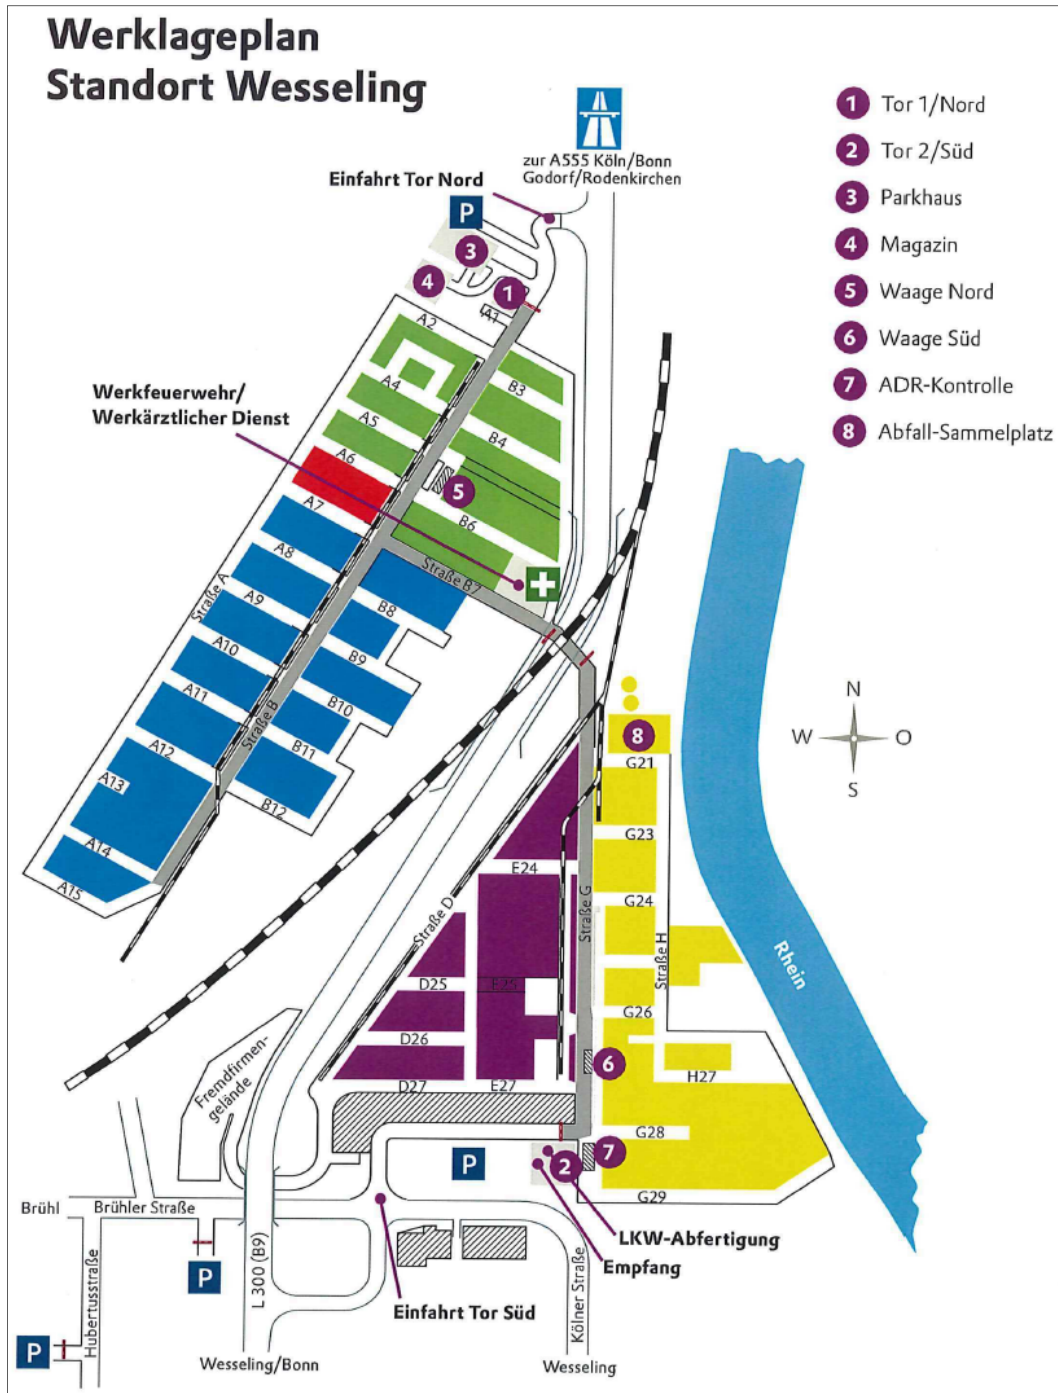 Werklageplan
Standort Wesseling
1 Tor 1/Nord
2 Tor 2/Süd
3 Parkhaus
4 Magazin
5 Waage Nord
6 Waage Süd
7 ADR-Kontrolle
8 Abfall-Sammelplatz
zur A555 Köln/Bonn
Godorf/Rodenkirchen
Einfahrt Tor Nord
P
3
4
1
A1
A2
B3
A4
Werkfeuerwehr/
Werkärztlicher Dienst
A5
B4
A6
5
A7
B6
A8
Straße B7
Straße A
A9
B8
A10
B9
A11
B10
Straße B
A12
B11
A13
B12
A14
A15
N
W
O
S
8
G21
G23
E24
G24
Straße G
Straße D
Straße H
Rhein
D25
E25
G26
D26
6
H27
D27
E27
Fremdfirmen-
gelände
G28
7
P
2
G29
Brühl
Brühler Straße
LKW-Abfertigung
Empfang
Hubertusstraße
P
L 300 (B9)
Einfahrt Tor Süd
Kölner Straße
P
Wesseling/Bonn
Wesseling